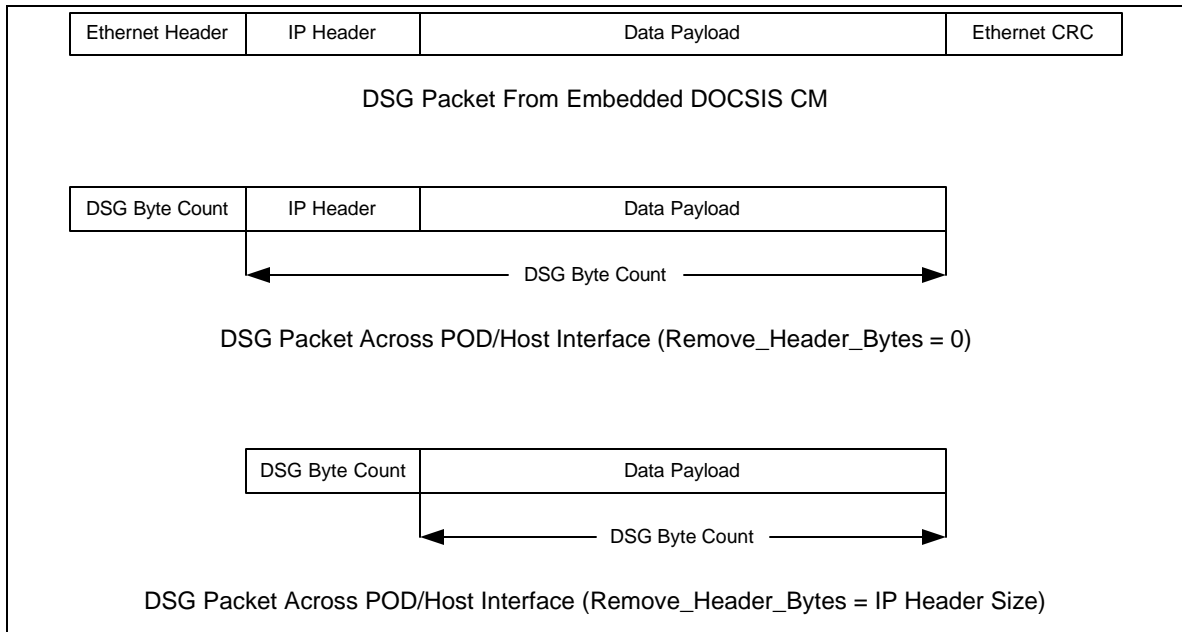 Ethernet Header IP Header Data Payload Ethernet CRC
DSG Packet From Embedded DOCSIS CM
DSG Byte Count IP Header Data Payload
DSG Byte Count
DSG Packet Across POD/Host Interface (Remove_Header_Bytes = 0)
DSG Byte Count Data Payload
DSG Byte Count
DSG Packet Across POD/Host Interface (Remove_Header_Bytes = IP Header Size)